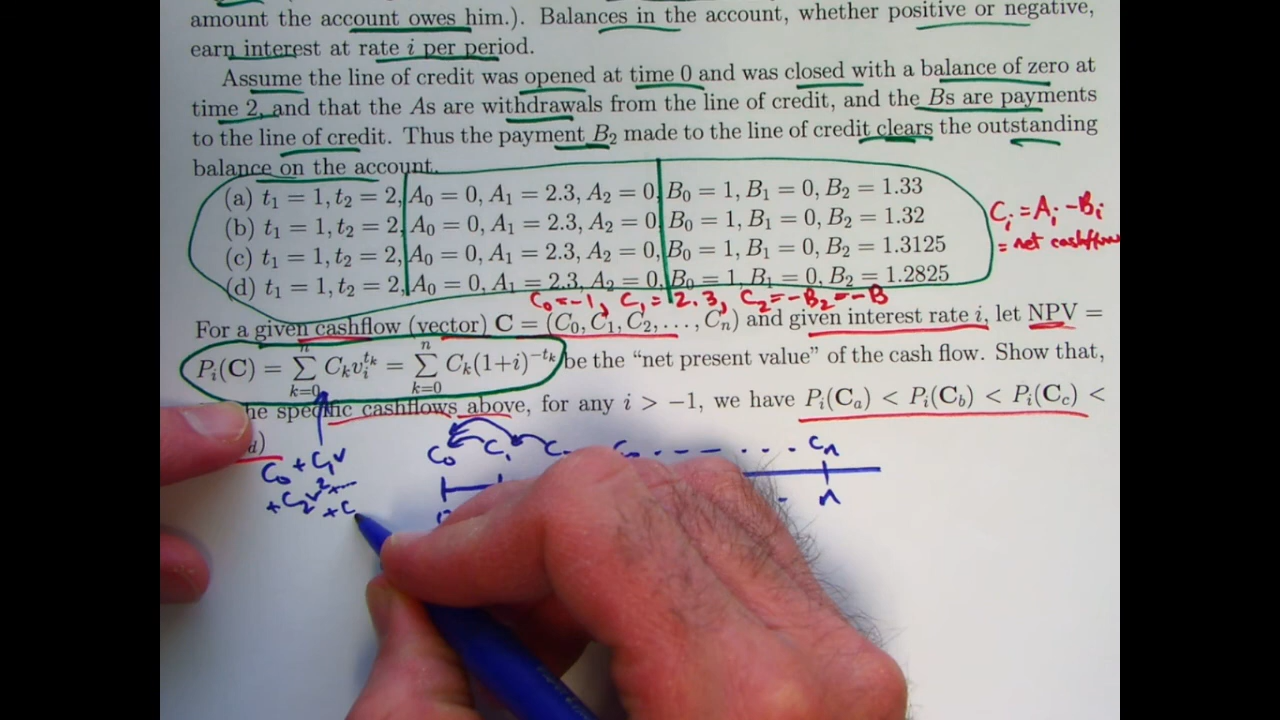 amount the account owes him.). Balances in the account, whether positive or negative,
earn interest at rate i per period.
Assume the line of credit was opened at time 0 and was closed with a balance of zero at
time 2, and that the As are withdrawals from the line of credit, and the Bs are payments
to the line of credit. Thus the payment B₂ made to the line of credit clears the outstanding
balance on the account.
(a) t₁ = 1, t₂ = 2, A₀ = 0, A₁ = 2.3, A₂ = 0, B₀ = 1, B₁ = 0, B₂ = 1.33
(b) t₁ = 1, t₂ = 2, A₀ = 0, A₁ = 2.3, A₂ = 0, B₀ = 1, B₁ = 0, B₂ = 1.32
(c) t₁ = 1, t₂ = 2, A₀ = 0, A₁ = 2.3, A₂ = 0, B₀ = 1, B₁ = 0, B₂ = 1.3125
(d) t₁ = 1, t₂ = 2, A₀ = 0, A₁ = 2.3, A₂ = 0, B₀ = 1, B₁ = 0, B₂ = 1.2825
Cᵢ = Aᵢ - Bᵢ
= net cashflow
C₀ = -1, C₁ = 2.3, C₂ = -B₂ = -B
For a given cashflow (vector) C = (C₀, C₁, C₂, . . . , Cₙ) and given interest rate i, let NPV =
Pᵢ(C) = ∑ₖ₌₀ⁿ Cₖvᵢ^tₖ = ∑ₖ₌₀ⁿ Cₖ(1+i)^-tₖ be the “net present value” of the cash flow. Show that,
he specific cashflows above, for any i > −1, we have Pᵢ(Cₐ) < Pᵢ(C_b) < Pᵢ(C_c) <
d)
C₀ + C₁v
+ C₂v² + ...
+ C
C₀ C₁ C . . . Cₙ
n